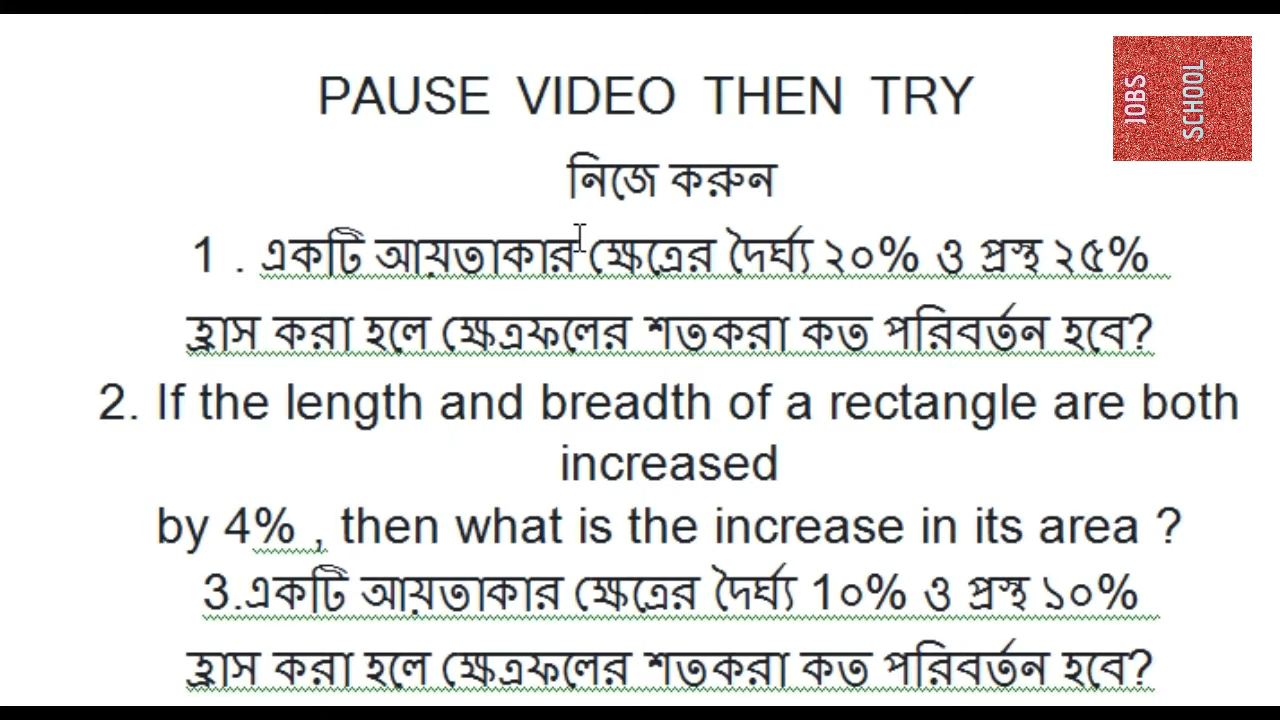 PAUSE VIDEO THEN TRY
JOBS
SCHOOL
নিজে করুন
1 . একটি আয়তাকার ক্ষেত্রের দৈর্ঘ্য ২০% ও প্রস্থ ২৫%
হ্রাস করা হলে ক্ষেত্রফলের শতকরা কত পরিবর্তন হবে?
2. If the length and breadth of a rectangle are both
increased
by 4% , then what is the increase in its area ?
3.একটি আয়তাকার ক্ষেত্রের দৈর্ঘ্য 1০% ও প্রস্থ ১০%
হ্রাস করা হলে ক্ষেত্রফলের শতকরা কত পরিবর্তন হবে?